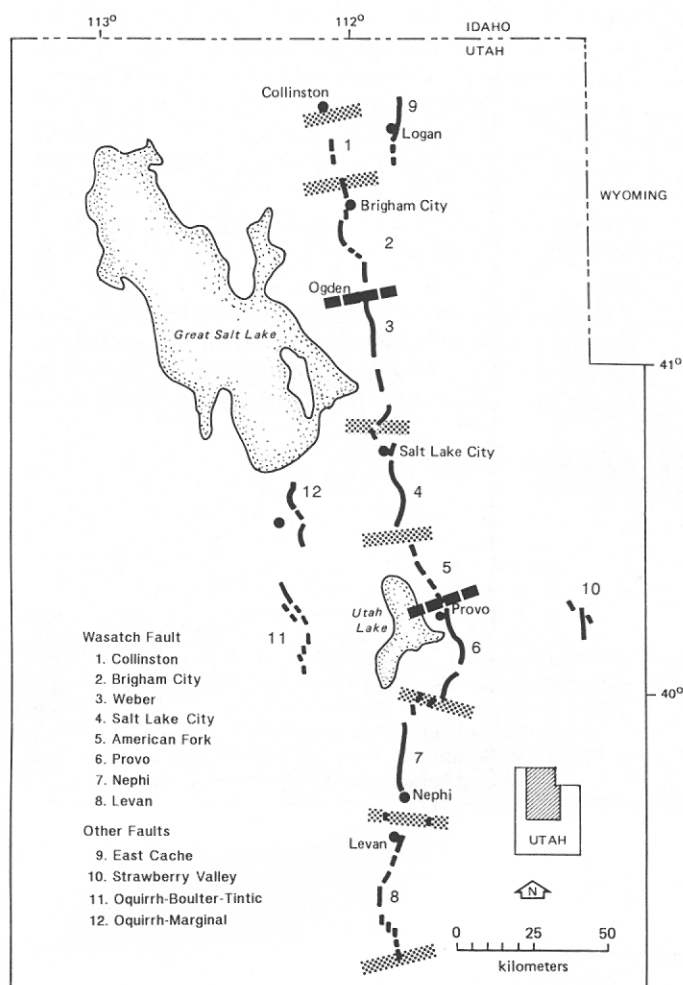 113°
112°
IDAHO
UTAH
Collinston
9
Logan
1
WYOMING
Brigham City
2
Ogden
3
Great Salt Lake
41°
Salt Lake City
12
4
5
10
Utah
Lake
Provo
11
6
Wasatch Fault
1. Collinston
2. Brigham City
3. Weber
4. Salt Lake City
5. American Fork
6. Provo
7. Nephi
8. Levan
40°
7
Nephi
Levan
UTAH
Other Faults
9. East Cache
10. Strawberry Valley
11. Oquirrh-Boulter-Tintic
12. Oquirrh-Marginal
8
N
0 25 50
kilometers